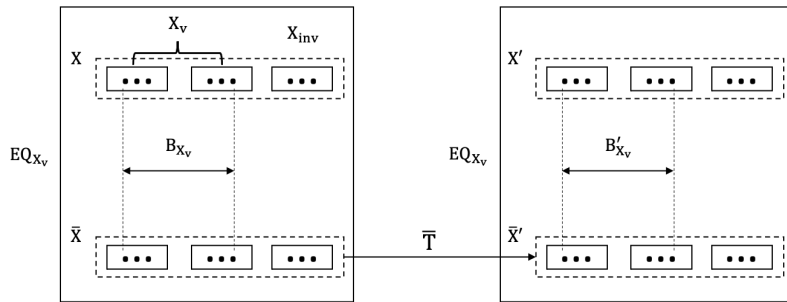 X_v
X_inv
X
X′
EQ_{X_v}
B_{X_v}
EQ_{X_v}
B′_{X_v}
X̄
T̄
X̄′